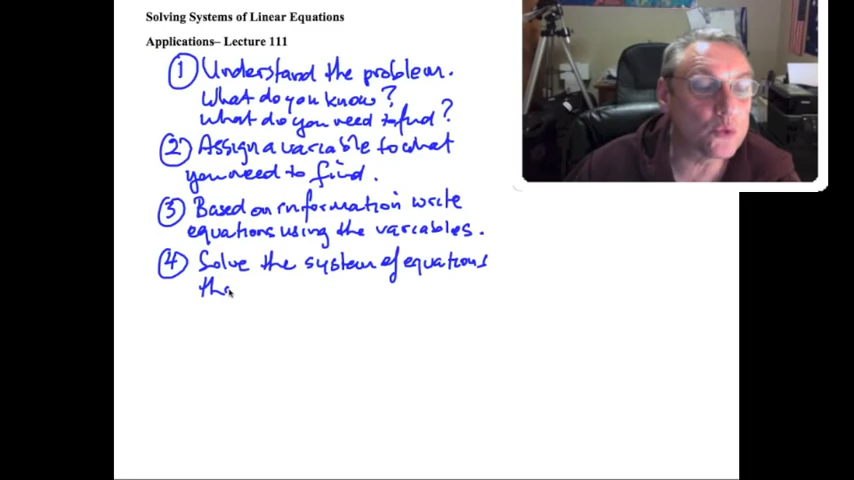 Solving Systems of Linear Equations
Applications– Lecture 111
① Understand the problem.
What do you know?
What do you need to find?
② Assign a variable to what
you need to find.
③ Based on information write
equations using the variables.
④ Solve the system of equations
tha